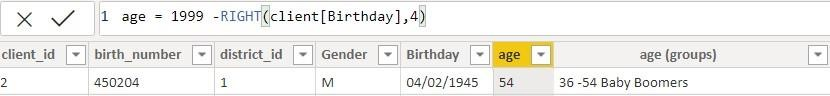 1 age = 1999 -RIGHT(client[Birthday],4)
client_id birth_number district_id Gender Birthday age age (groups)
2 450204 1 M 04/02/1945 54 36 -54 Baby Boomers